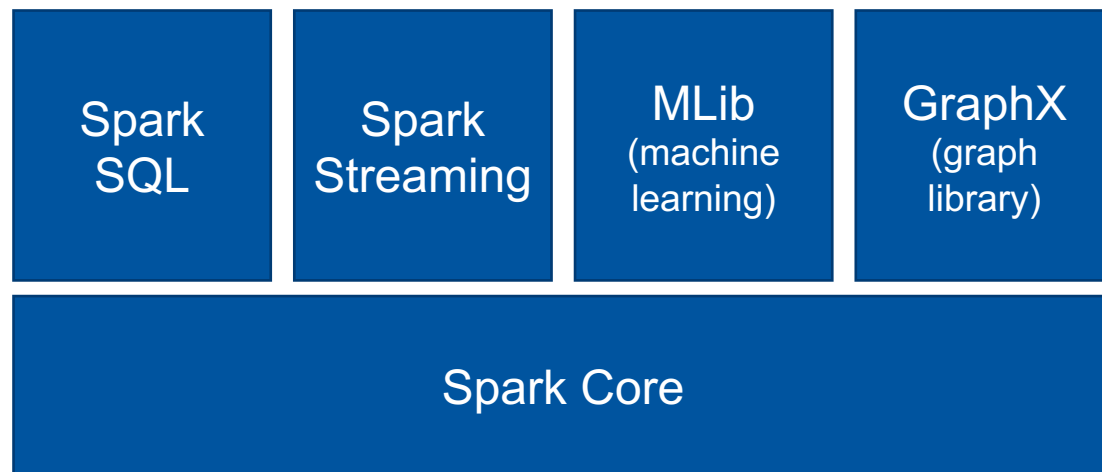 Spark
SQL
Spark
Streaming
MLib
(machine
learning)
GraphX
(graph
library)
Spark Core